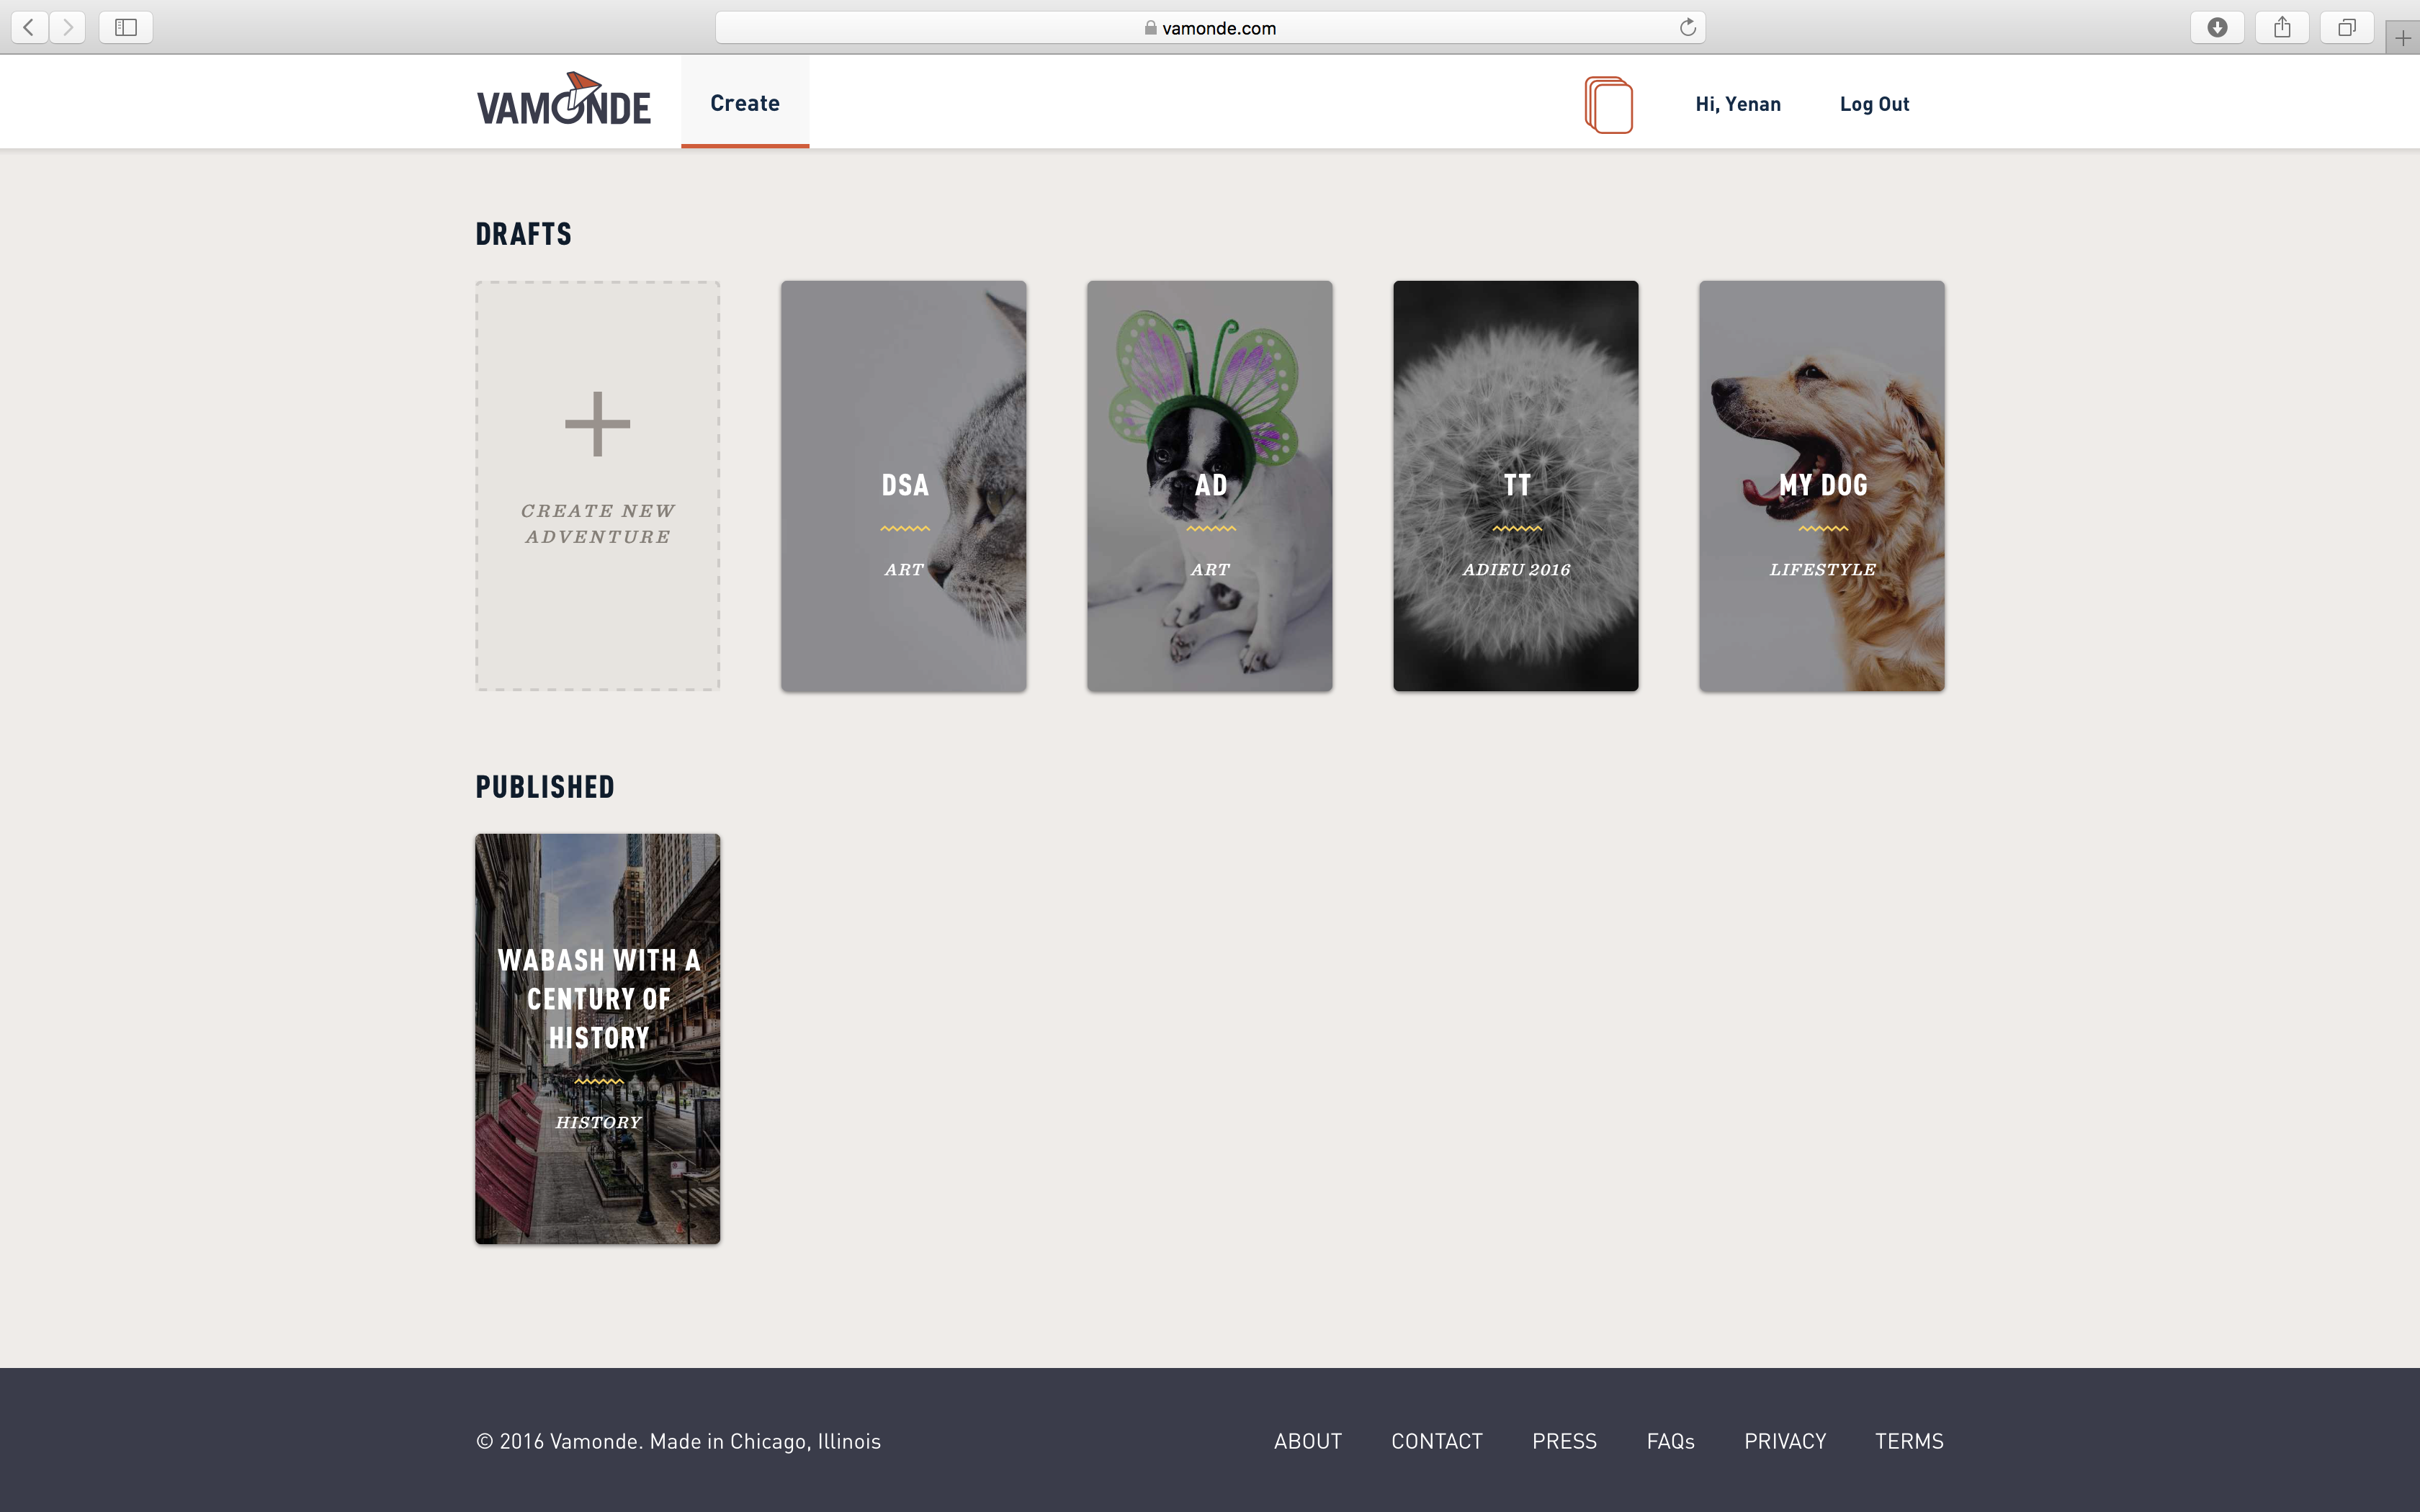 vamonde.com
VAMONDE
Create
Hi, Yenan
Log Out
DRAFTS
CREATE NEW
ADVENTURE
DSA
ART
AD
ART
TT
ADIEU 2016
MY DOG
LIFESTYLE
PUBLISHED
WABASH WITH A
CENTURY OF
HISTORY
HISTORY
© 2016 Vamonde. Made in Chicago, Illinois
ABOUT
CONTACT
PRESS
FAQs
PRIVACY
TERMS